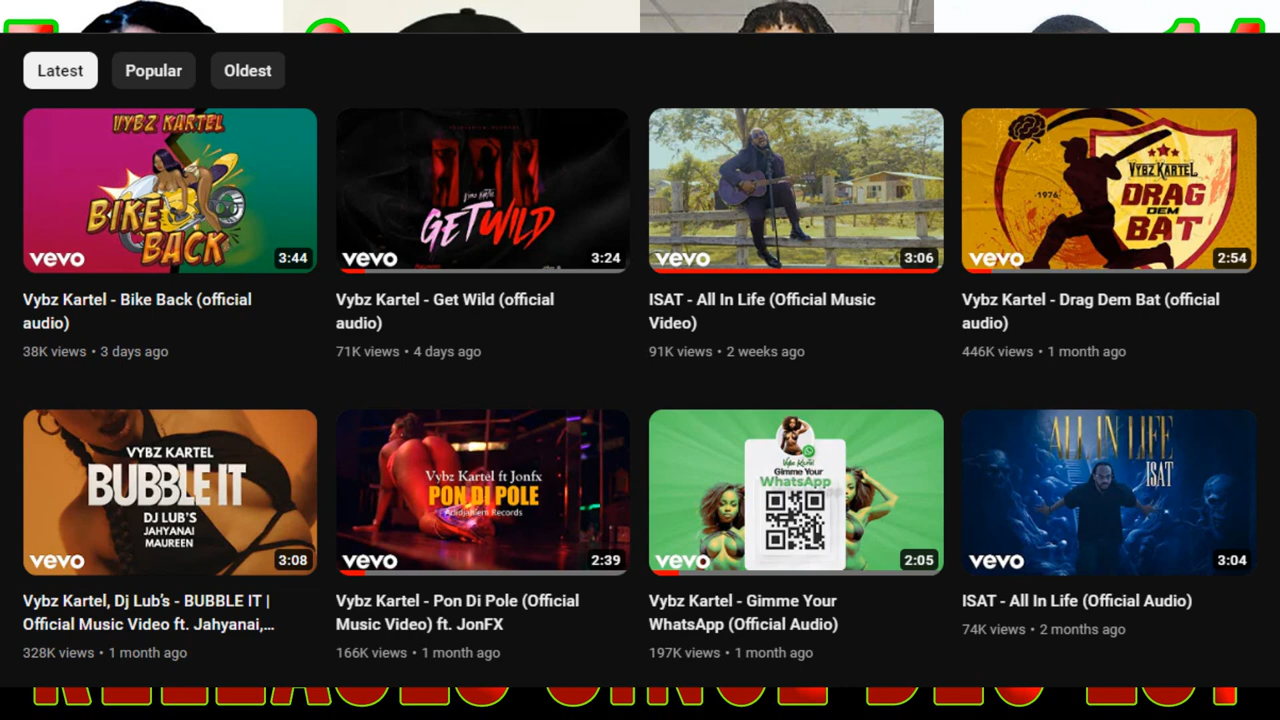 Latest
Popular
Oldest
VYBZ KARTEL
BIKE
BACK
vevo
3:44
GET WILD
vevo
3:24
vevo
3:06
-1976-
VYBZ KARTEL
DRAG
DEM
BAT
vevo
2:54
Vybz Kartel - Bike Back (official
audio)
38K views • 3 days ago
Vybz Kartel - Get Wild (official
audio)
71K views • 4 days ago
ISAT - All In Life (Official Music
Video)
91K views • 2 weeks ago
Vybz Kartel - Drag Dem Bat (official
audio)
446K views • 1 month ago
VYBZ KARTEL
BUBBLE IT
DJ LUB'S
JAHYANAI
MAUREEN
vevo
3:08
Vybz Kartel ft Jonfx
PON DI POLE
Adidjahiem Records
vevo
2:39
Vybz Kartel
Gimme Your
WhatsApp
vevo
2:05
ALL IN LIFE
ISAT
vevo
3:04
Vybz Kartel, Dj Lub’s - BUBBLE IT |
Official Music Video ft. Jahyanai,...
328K views • 1 month ago
Vybz Kartel - Pon Di Pole (Official
Music Video) ft. JonFX
166K views • 1 month ago
Vybz Kartel - Gimme Your
WhatsApp (Official Audio)
197K views • 1 month ago
ISAT - All In Life (Official Audio)
74K views • 2 months ago